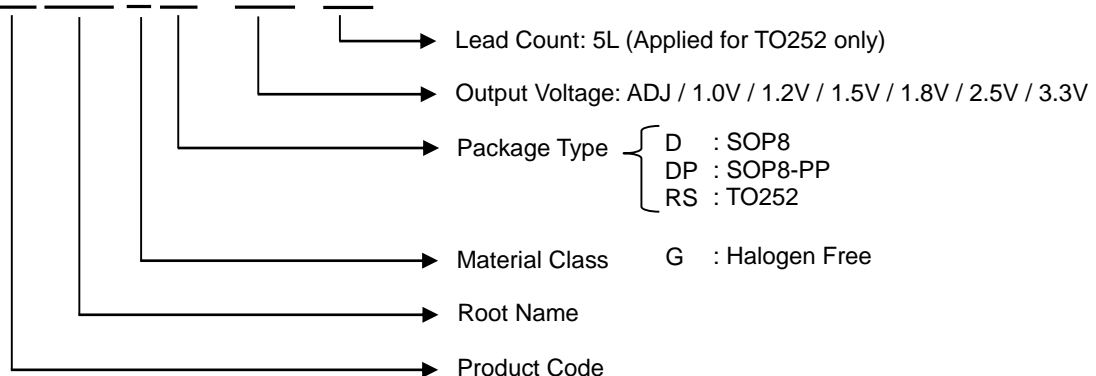 Lead Count: 5L (Applied for TO252 only)
Output Voltage: ADJ / 1.0V / 1.2V / 1.5V / 1.8V / 2.5V / 3.3V
Package Type D : SOP8
DP : SOP8-PP
RS : TO252
Material Class G : Halogen Free
Root Name
Product Code